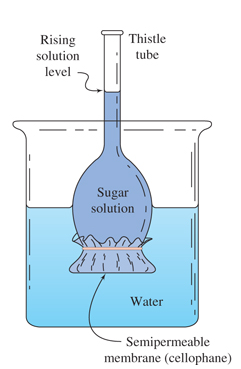 Rising
solution
level
Thistle
tube
Sugar
solution
Water
Semipermeable
membrane (cellophane)